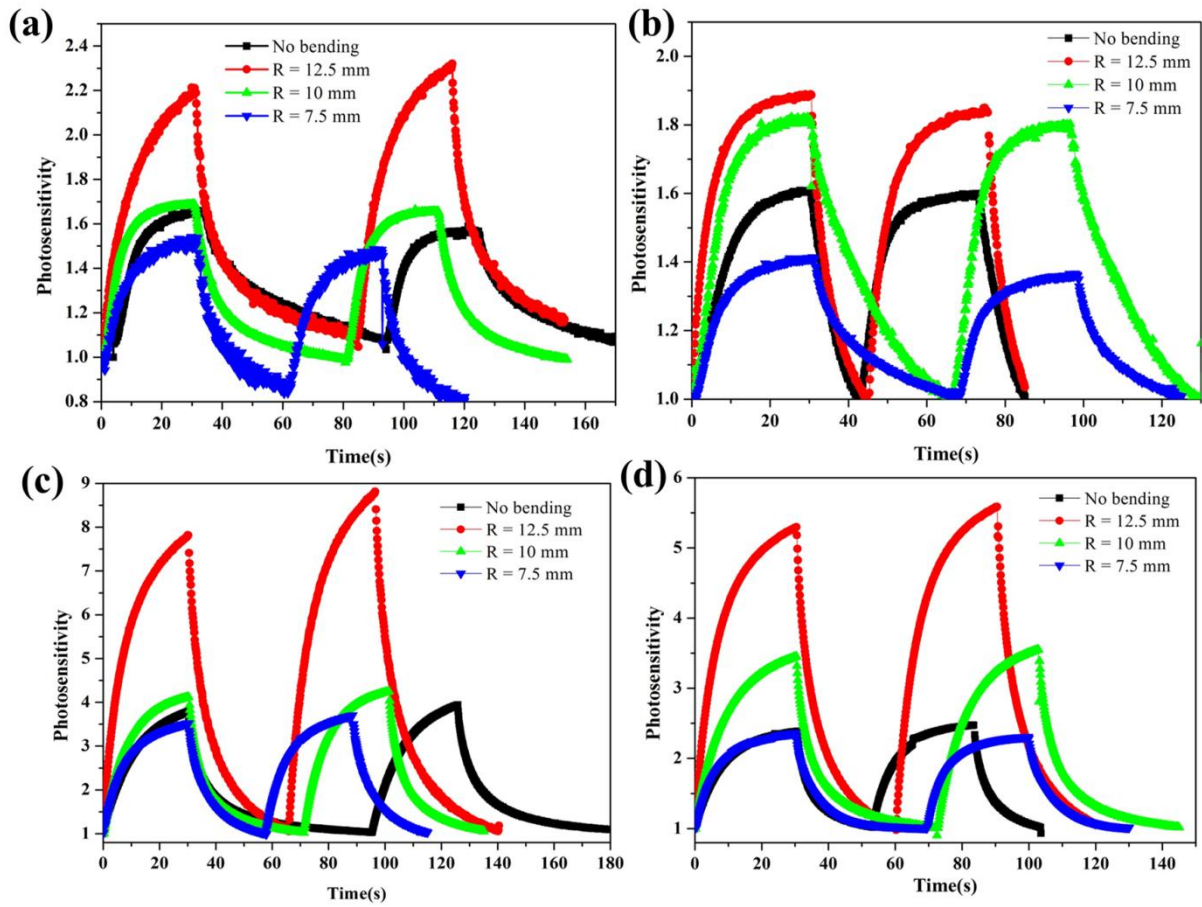 (a)
2.4
2.2
2.0
1.8
1.6
1.4
1.2
1.0
0.8
Photosensitivity
No bending
R = 12.5 mm
R = 10 mm
R = 7.5 mm
0 20 40 60 80 100 120 140 160
Time(s)
(b)
2.0
1.8
1.6
1.4
1.2
1.0
Photosensitivity
No bending
R = 12.5 mm
R = 10 mm
R = 7.5 mm
0 20 40 60 80 100 120
Time(s)
(c)
9
8
7
6
5
4
3
2
1
Photosensitivity
No bending
R = 12.5 mm
R = 10 mm
R = 7.5 mm
0 20 40 60 80 100 120 140 160 180
Time(s)
(d)
6
5
4
3
2
1
Photosensitivity
No bending
R = 12.5 mm
R = 10 mm
R = 7.5 mm
0 20 40 60 80 100 120 140
Time(s)